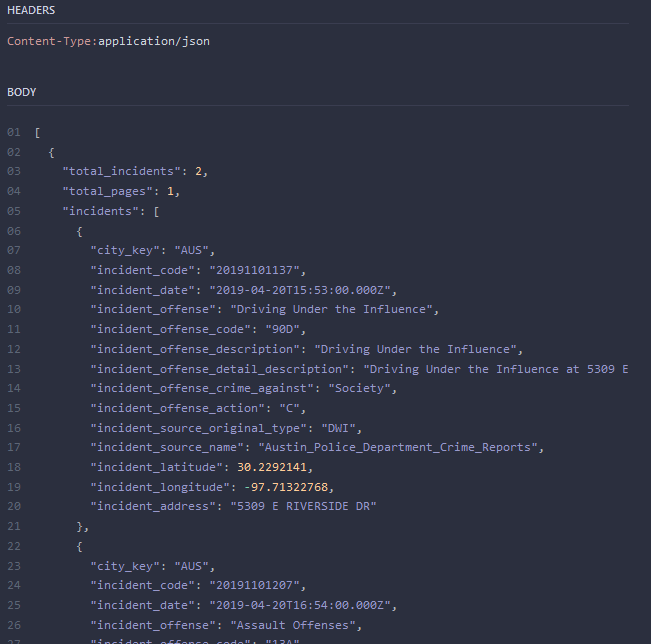 HEADERS
Content-Type:application/json
BODY
01 [
02 {
03 "total_incidents": 2,
04 "total_pages": 1,
05 "incidents": [
06 {
07 "city_key": "AUS",
08 "incident_code": "20191101137",
09 "incident_date": "2019-04-20T15:53:00.000Z",
10 "incident_offense": "Driving Under the Influence",
11 "incident_offense_code": "90D",
12 "incident_offense_description": "Driving Under the Influence",
13 "incident_offense_detail_description": "Driving Under the Influence at 5309 E
14 "incident_offense_crime_against": "Society",
15 "incident_offense_action": "C",
16 "incident_source_original_type": "DWI",
17 "incident_source_name": "Austin_Police_Department_Crime_Reports",
18 "incident_latitude": 30.2292141,
19 "incident_longitude": -97.71322768,
20 "incident_address": "5309 E RIVERSIDE DR"
21 },
22 {
23 "city_key": "AUS",
24 "incident_code": "20191101207",
25 "incident_date": "2019-04-20T16:54:00.000Z",
26 "incident_offense": "Assault Offenses",
27 "incident_offense_code": "13A"